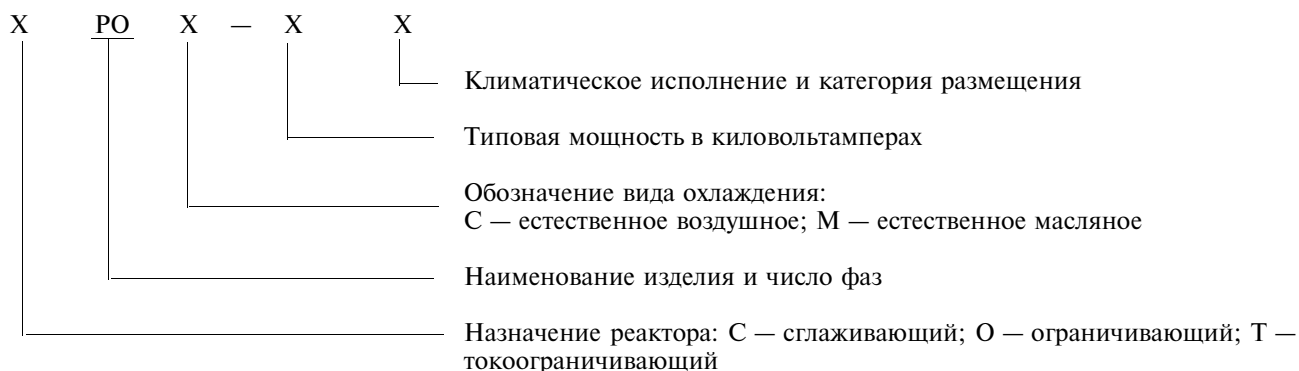 Х РО Х — Х Х
Климатическое исполнение и категория размещения
Типовая мощность в киловольтамперах
Обозначение вида охлаждения:
С — естественное воздушное; М — естественное масляное
Наименование изделия и число фаз
Назначение реактора: С — сглаживающий; О — ограничивающий; Т —
токоограничивающий